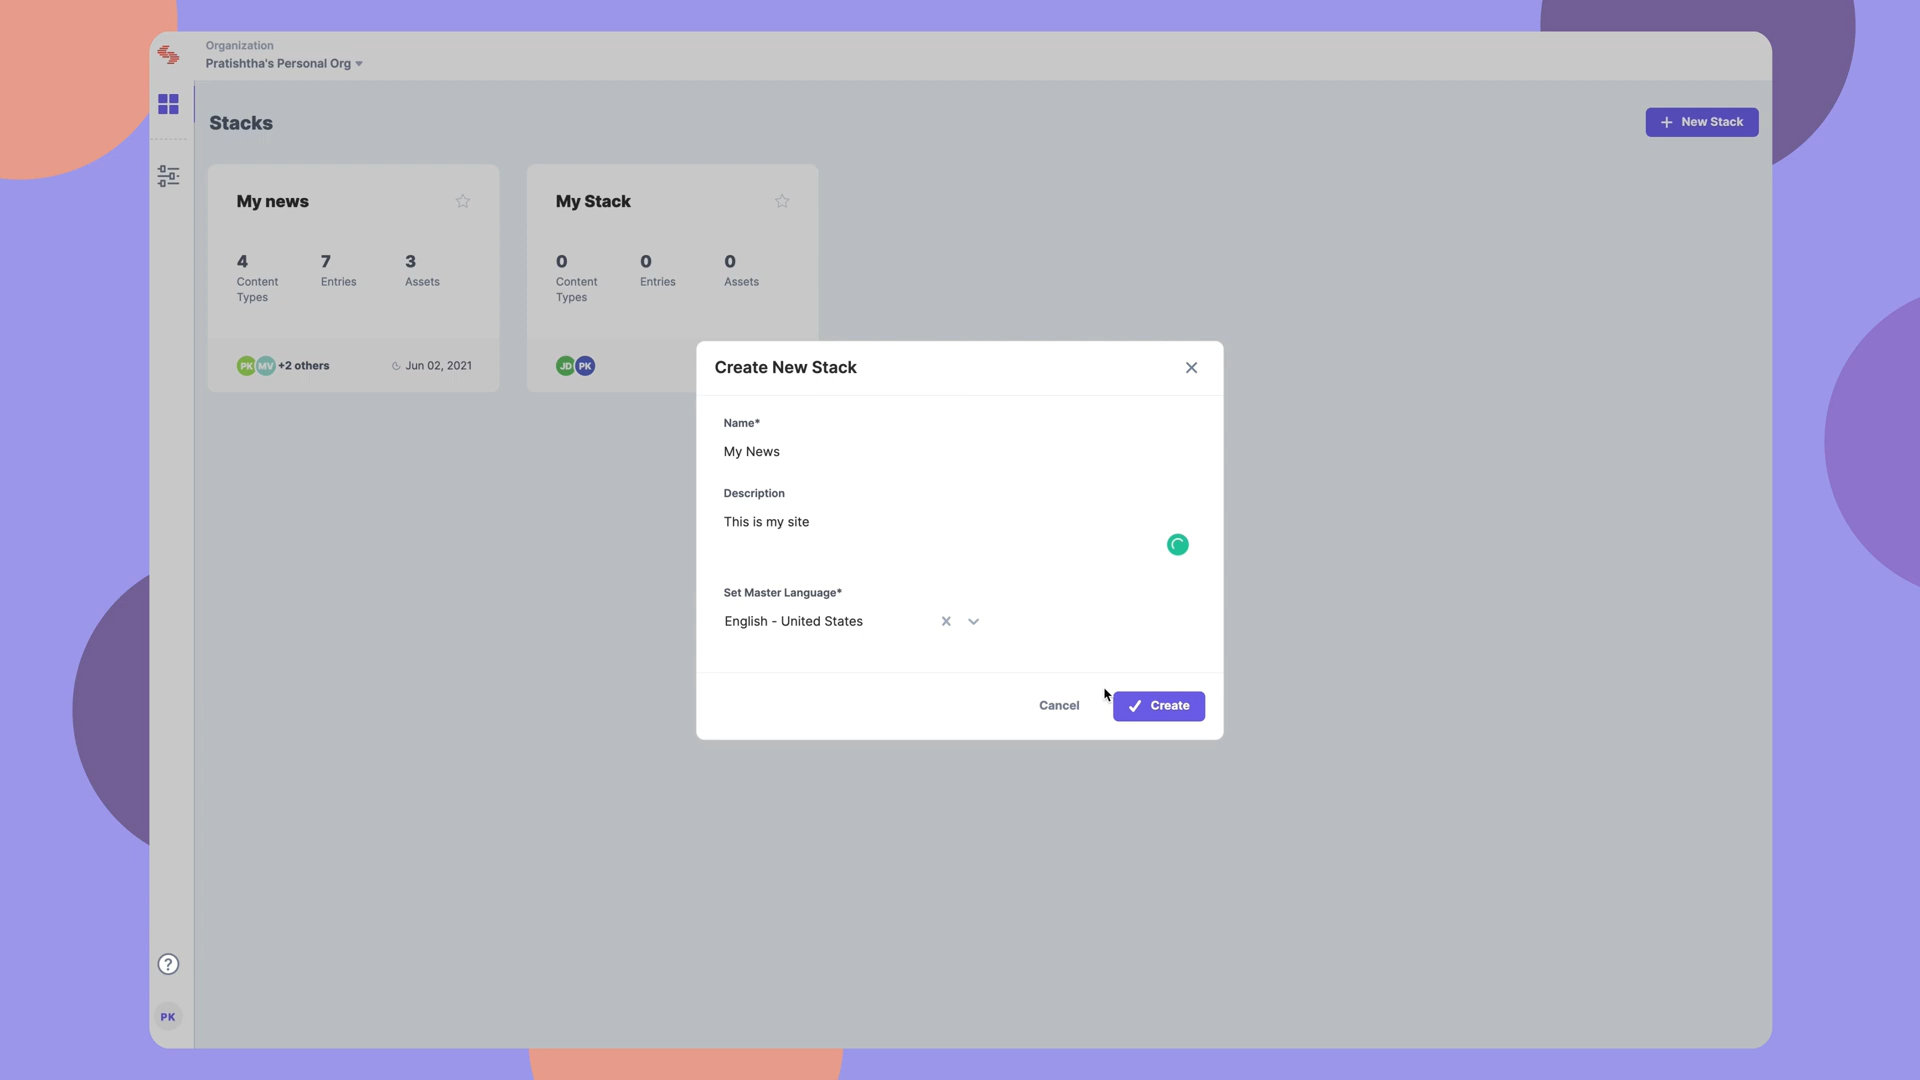 Organization
Pratishtha's Personal Org
Stacks
+ New Stack
My news
4 7 3
Content Types Entries Assets
PK MV +2 others Jun 02, 2021
My Stack
0 0 0
Content Types Entries Assets
JD PK
Create New Stack
Name*
My News
Description
This is my site
Set Master Language*
English - United States
Cancel
Create
?
PK